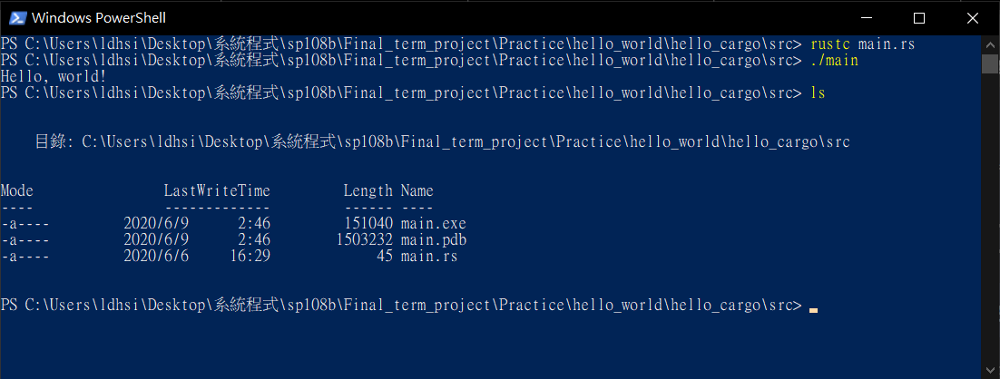 Windows PowerShell
PS C:\Users\ldhsi\Desktop\系統程式\sp108b\Final_term_project\Practice\hello_world\hello_cargo\src> rustc main.rs
PS C:\Users\ldhsi\Desktop\系統程式\sp108b\Final_term_project\Practice\hello_world\hello_cargo\src> ./main
Hello, world!
PS C:\Users\ldhsi\Desktop\系統程式\sp108b\Final_term_project\Practice\hello_world\hello_cargo\src> ls
目錄: C:\Users\ldhsi\Desktop\系統程式\sp108b\Final_term_project\Practice\hello_world\hello_cargo\src
Mode LastWriteTime Length Name
---- ------------- ------ ----
-a---- 2020/6/9 2:46 151040 main.exe
-a---- 2020/6/9 2:46 1503232 main.pdb
-a---- 2020/6/6 16:29 45 main.rs
PS C:\Users\ldhsi\Desktop\系統程式\sp108b\Final_term_project\Practice\hello_world\hello_cargo\src>